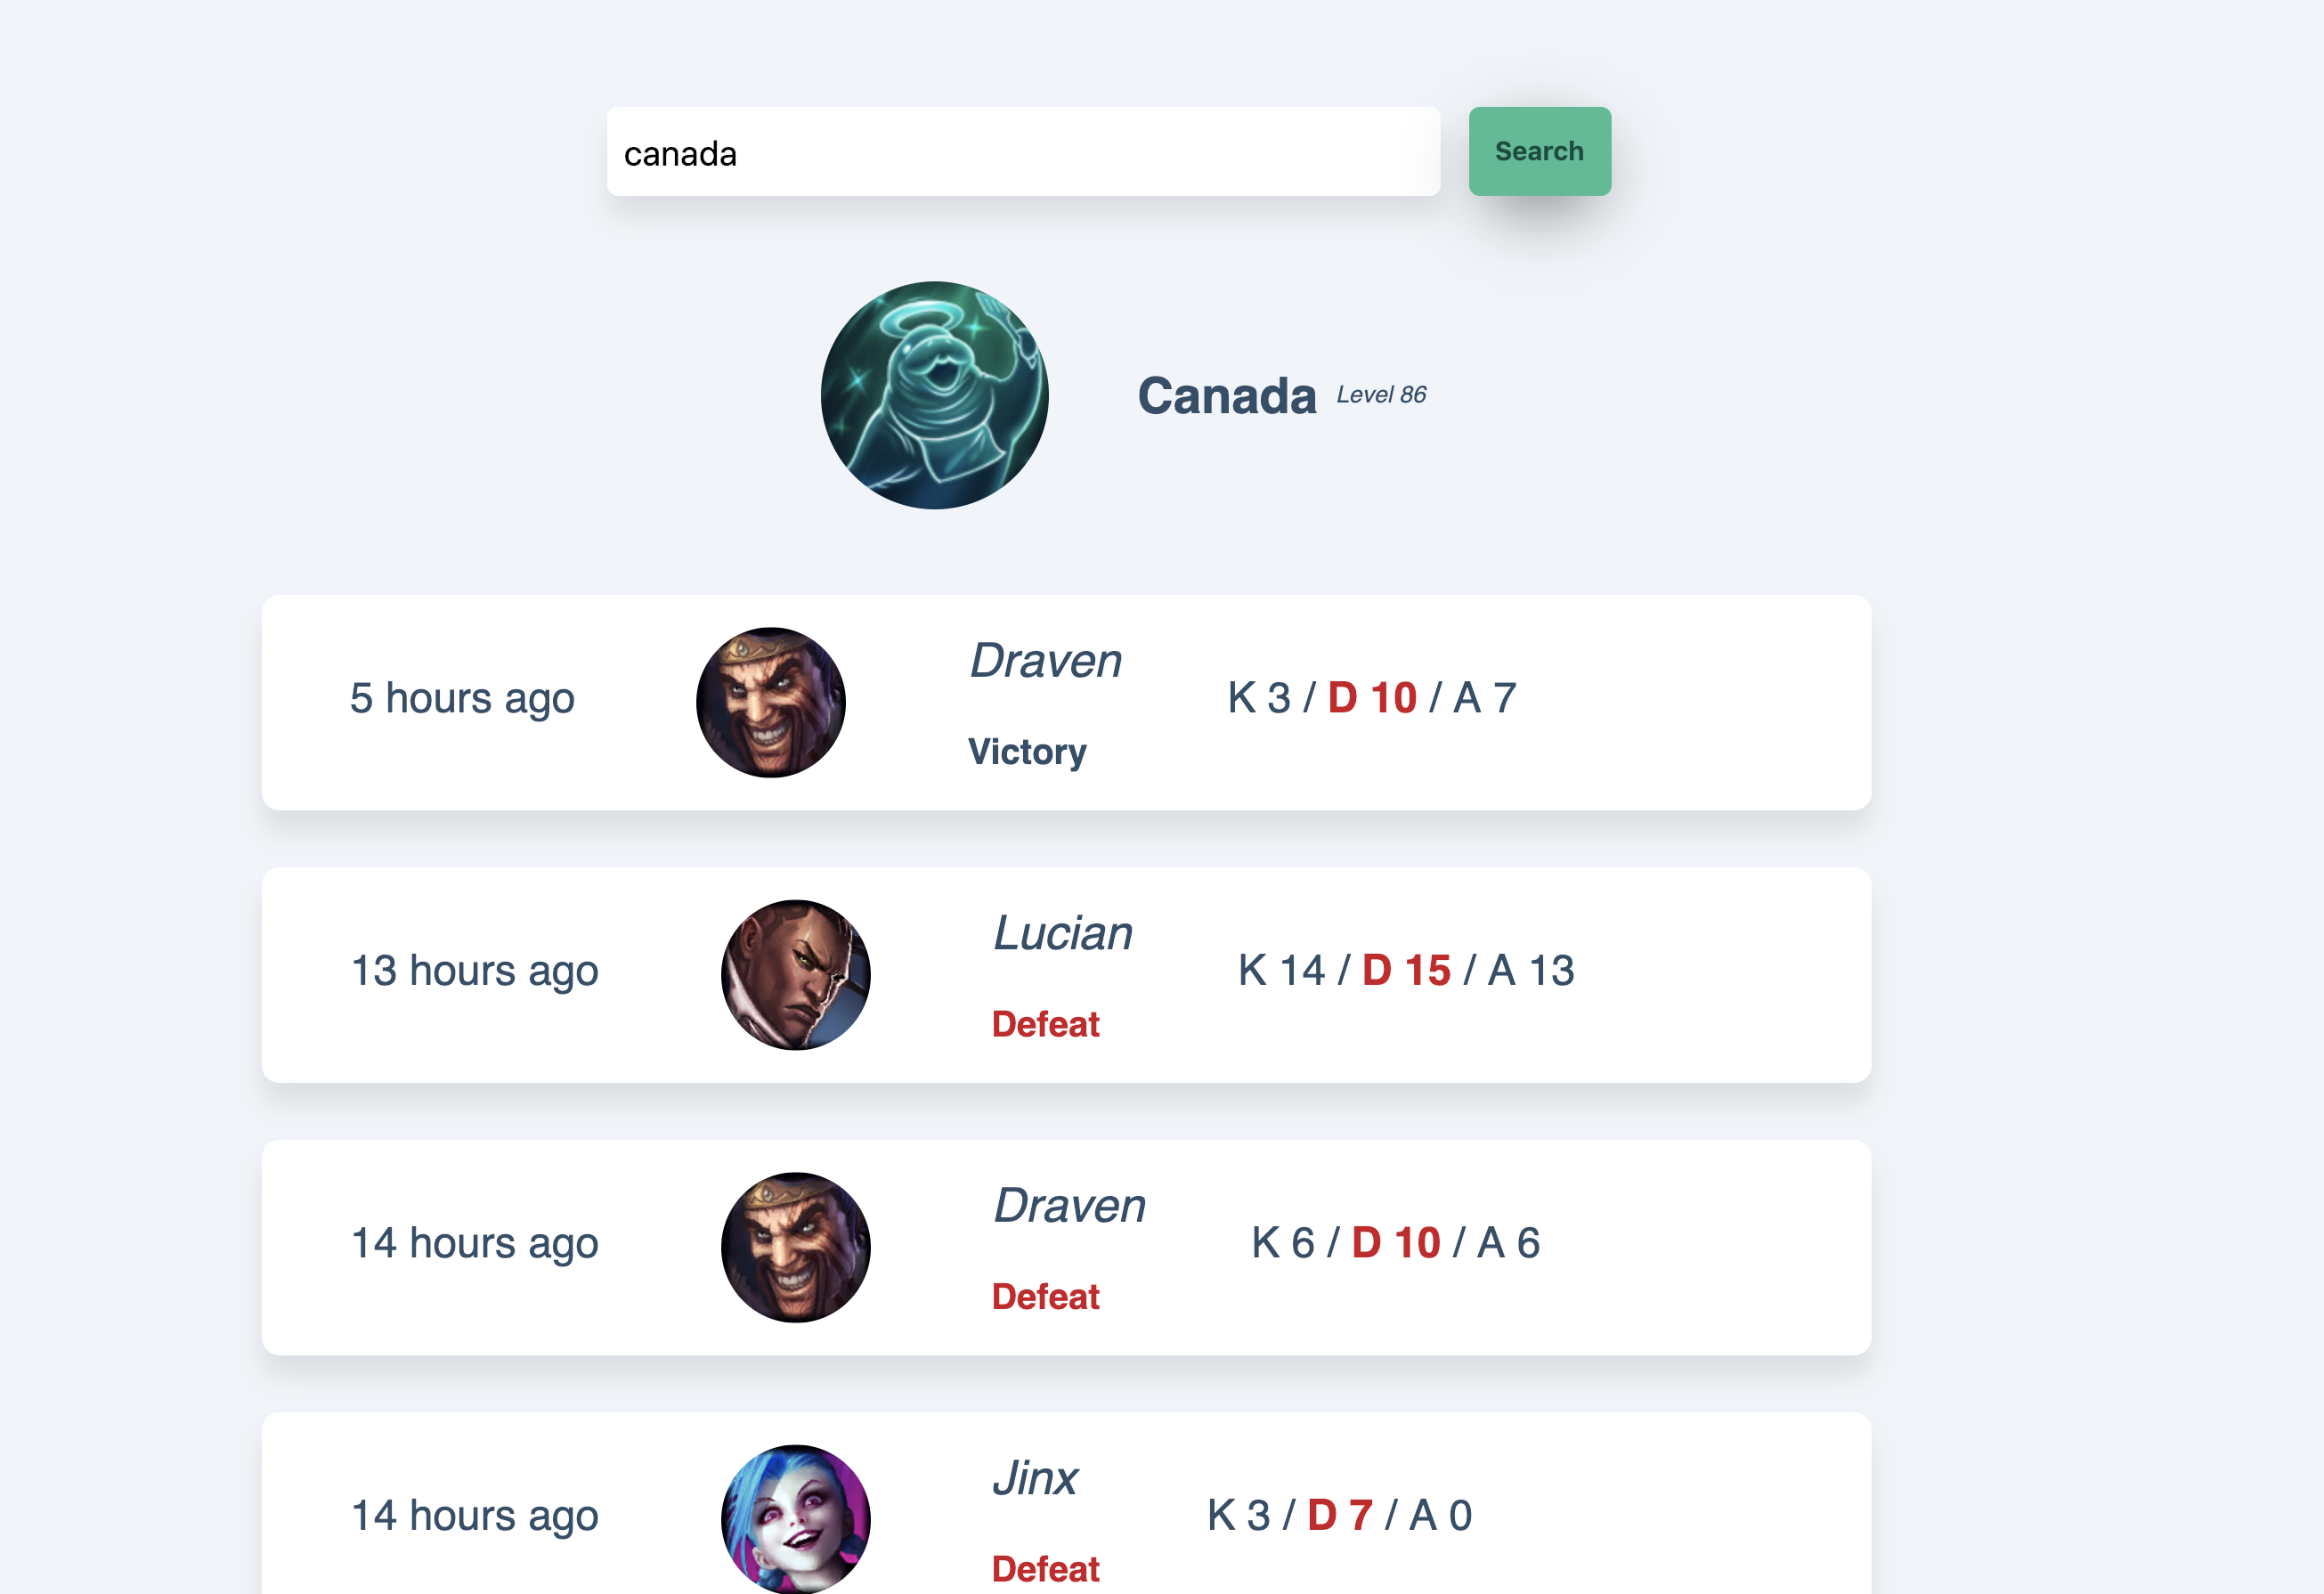 canada
Search
Canada Level 86
5 hours ago
Draven
Victory
K 3 / D 10 / A 7
13 hours ago
Lucian
Defeat
K 14 / D 15 / A 13
14 hours ago
Draven
Defeat
K 6 / D 10 / A 6
14 hours ago
Jinx
Defeat
K 3 / D 7 / A 0